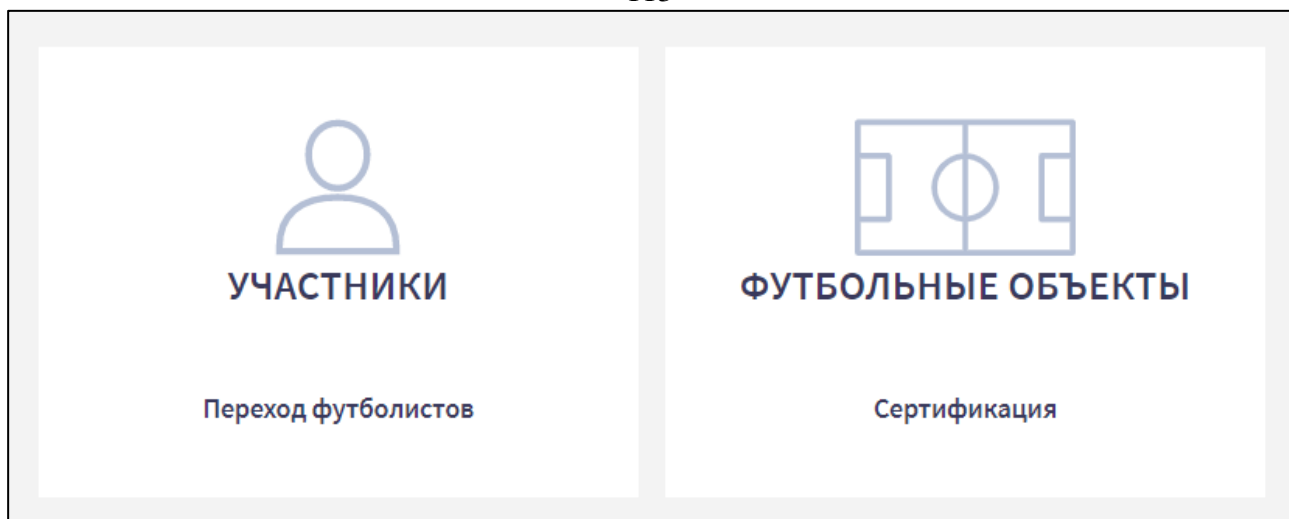 УЧАСТНИКИ
Переход футболистов
ФУТБОЛЬНЫЕ ОБЪЕКТЫ
Сертификация